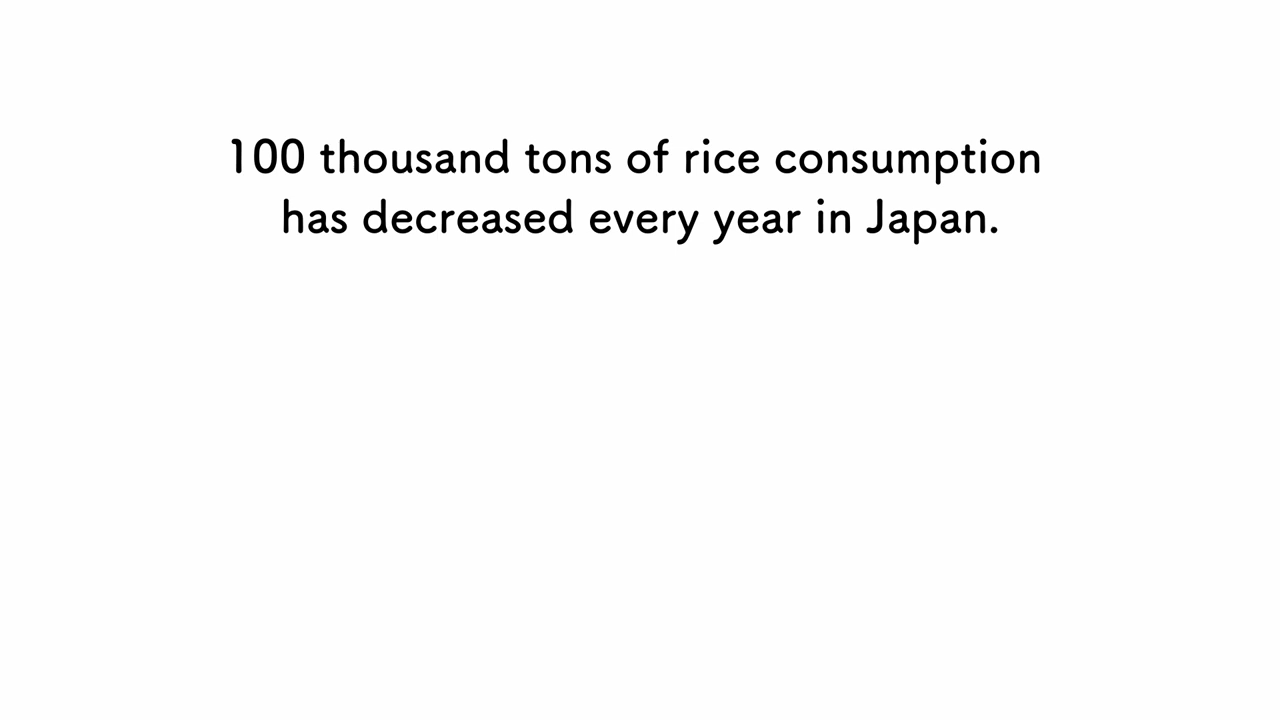 100 thousand tons of rice consumption
has decreased every year in Japan.